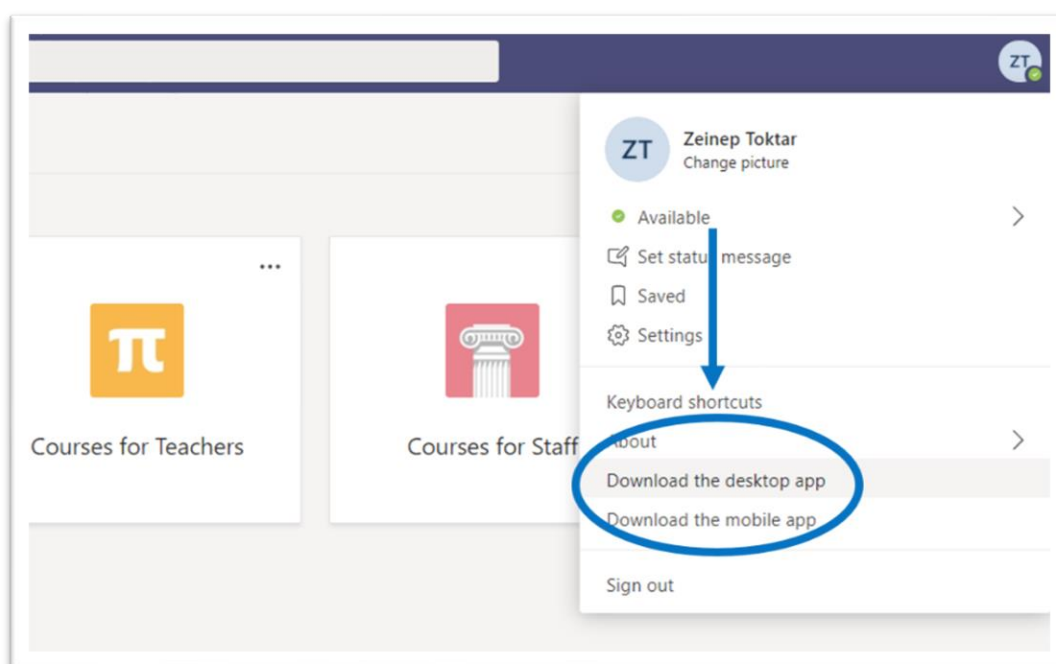 ZT
ZT
Zeinep Toktar
Change picture
Available
Set status message
Saved
Settings
Keyboard shortcuts
About
Download the desktop app
Download the mobile app
Sign out
...
π
Courses for Teachers
Courses for Staff